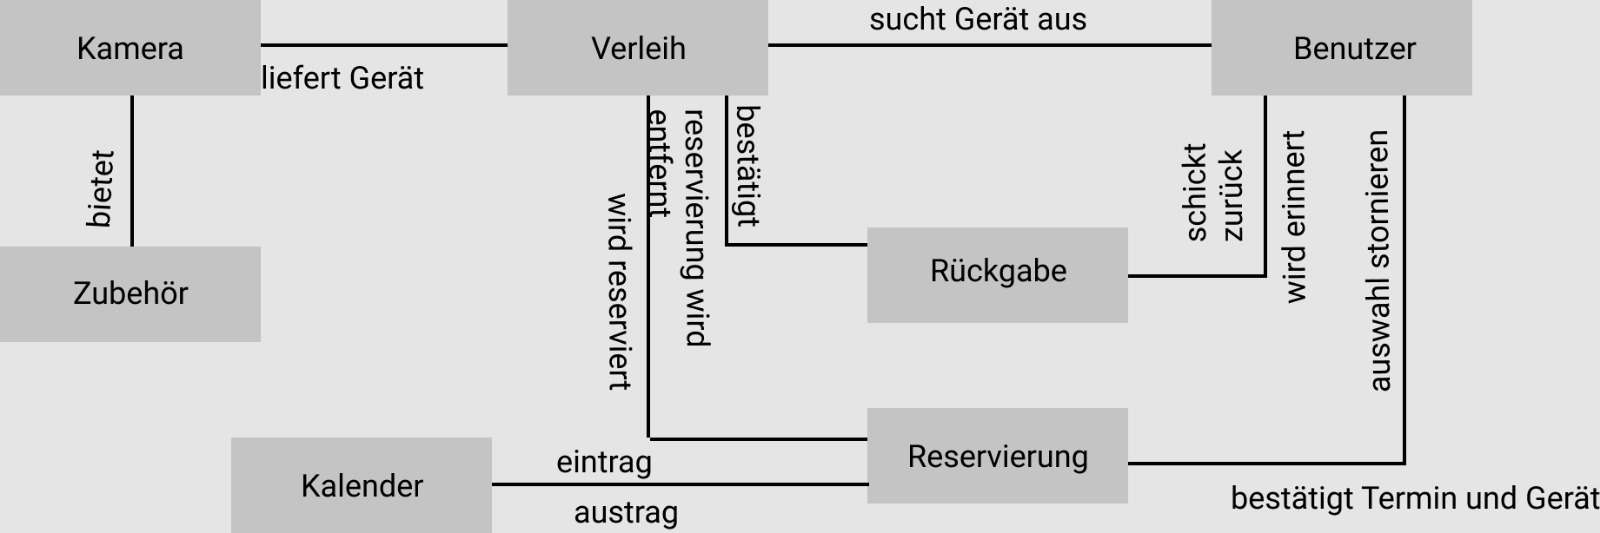 Kamera
liefert Gerät
Verleih
sucht Gerät aus
Benutzer
bietet
Zubehör
wird reserviert
reservierung wird
entfernt
bestätigt
Rückgabe
schickt
zurück
wird erinnert
auswahl stornieren
Kalender
eintrag
austrag
Reservierung
bestätigt Termin und Gerät